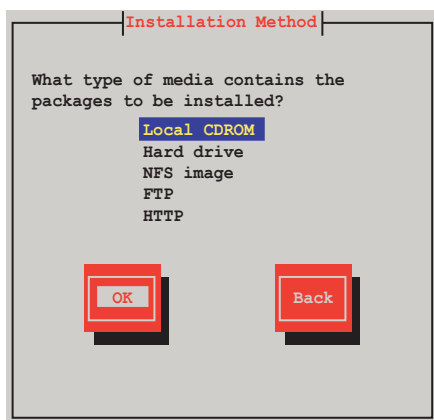 Installation Method
What type of media contains the
packages to be installed?
Local CDROM
Hard drive
NFS image
FTP
HTTP
OK
Back